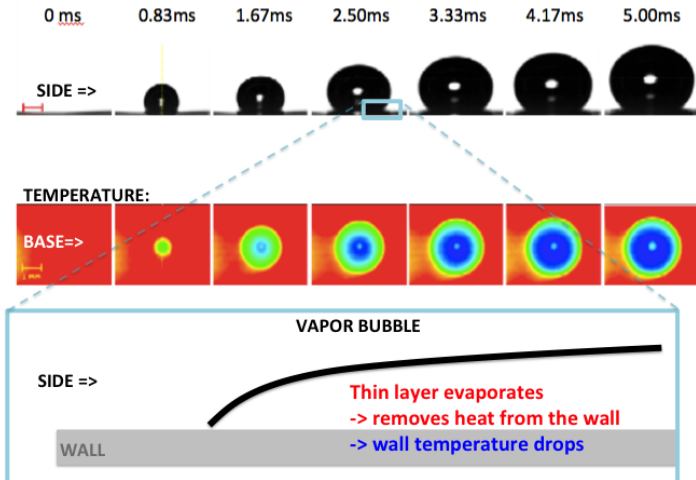 0 ms 0.83ms 1.67ms 2.50ms 3.33ms 4.17ms 5.00ms
SIDE =>
TEMPERATURE:
BASE=>
VAPOR BUBBLE
SIDE =>
Thin layer evaporates
-> removes heat from the wall
-> wall temperature drops
WALL